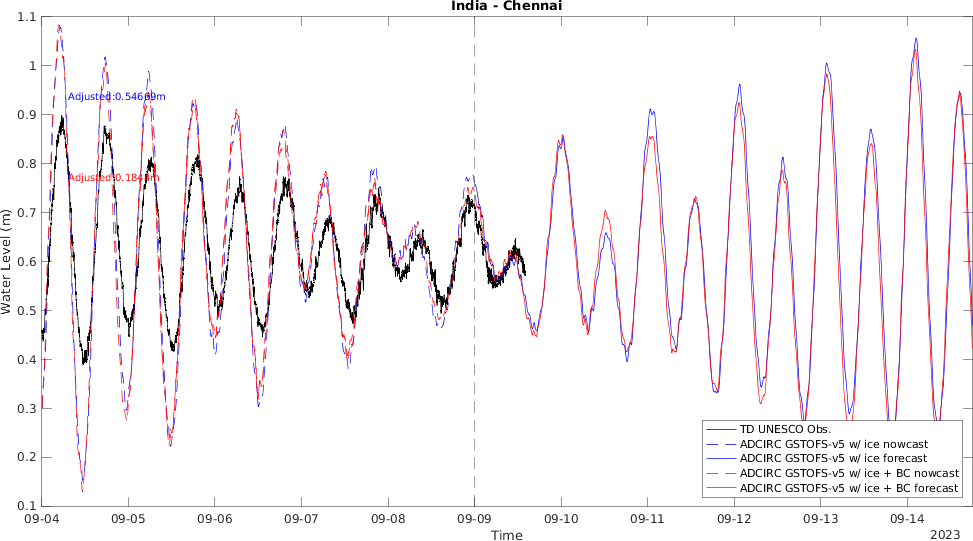 India - Chennai
1.1
1
0.9
0.8
0.7
0.6
0.5
0.4
0.3
0.2
0.1
Water Level (m)
Adjusted:0.54669m
Adjusted:0.1844m
TD UNESCO Obs.
ADCIRC GSTOFS-v5 w/ ice nowcast
ADCIRC GSTOFS-v5 w/ ice forecast
ADCIRC GSTOFS-v5 w/ ice + BC nowcast
ADCIRC GSTOFS-v5 w/ ice + BC forecast
09-04 09-05 09-06 09-07 09-08 09-09 09-10 09-11 09-12 09-13 09-14
Time
2023